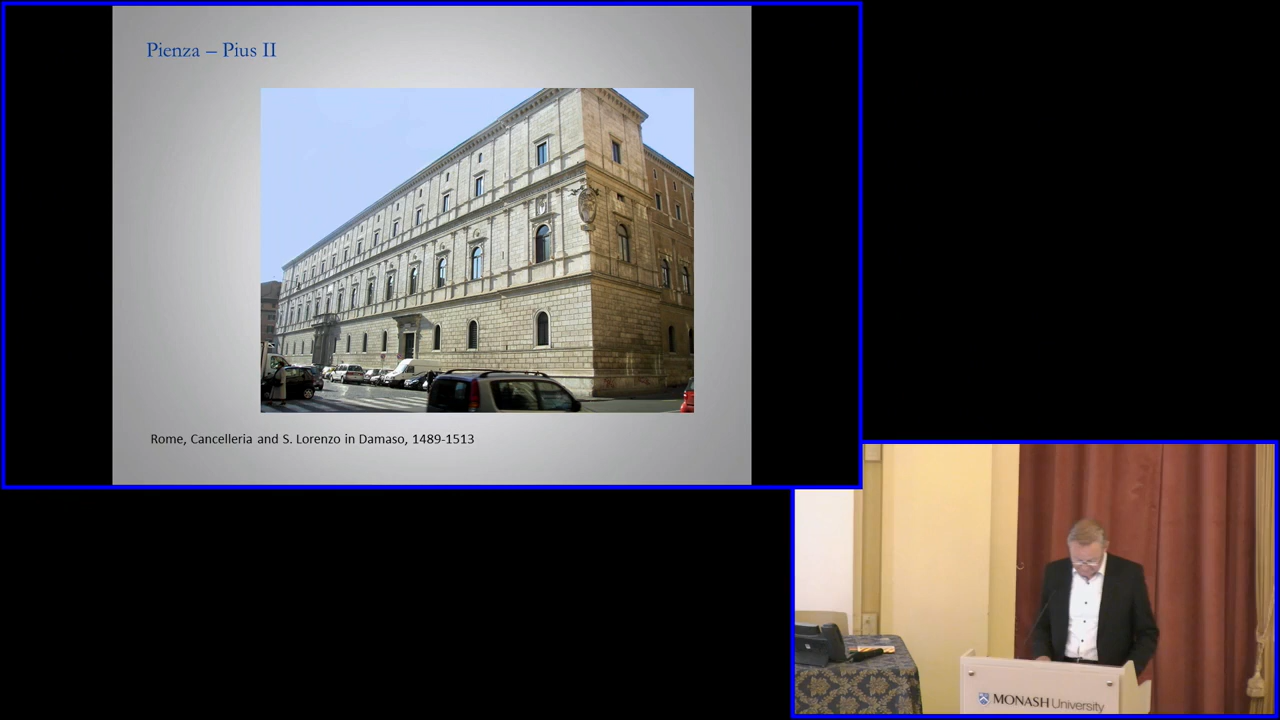 Pienza – Pius II
Rome, Cancelleria and S. Lorenzo in Damaso, 1489-1513
MONASH University